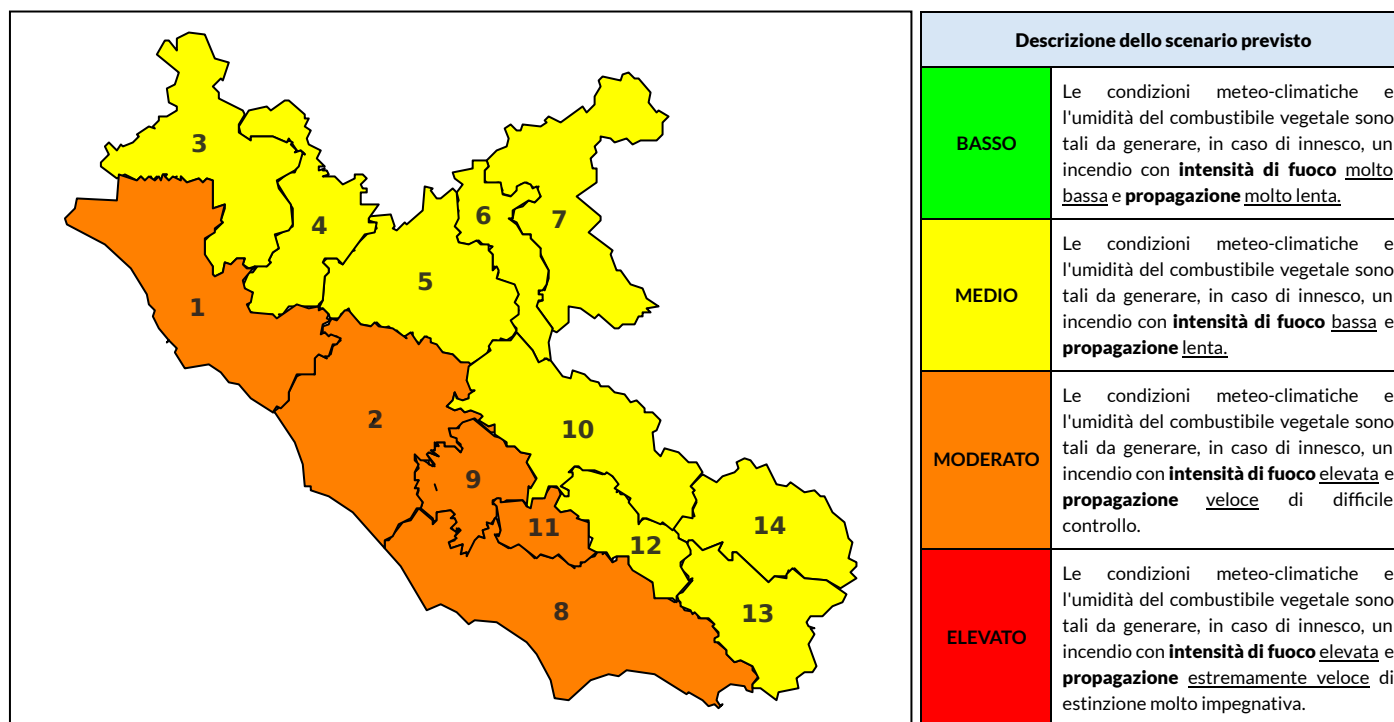 3
4
6
7
5
1
2
10
9
11
14
12
8
13
Descrizione dello scenario previsto
BASSO
Le condizioni meteo-climatiche e
l'umidità del combustibile vegetale sono
tali da generare, in caso di innesco, un
incendio con intensità di fuoco molto
bassa e propagazione molto lenta.
MEDIO
Le condizioni meteo-climatiche e
l'umidità del combustibile vegetale sono
tali da generare, in caso di innesco, un
incendio con intensità di fuoco bassa e
propagazione lenta.
MODERATO
Le condizioni meteo-climatiche e
l'umidità del combustibile vegetale sono
tali da generare, in caso di innesco, un
incendio con intensità di fuoco elevata e
propagazione veloce di difficile
controllo.
ELEVATO
Le condizioni meteo-climatiche e
l'umidità del combustibile vegetale sono
tali da generare, in caso di innesco, un
incendio con intensità di fuoco elevata e
propagazione estremamente veloce di
estinzione molto impegnativa.